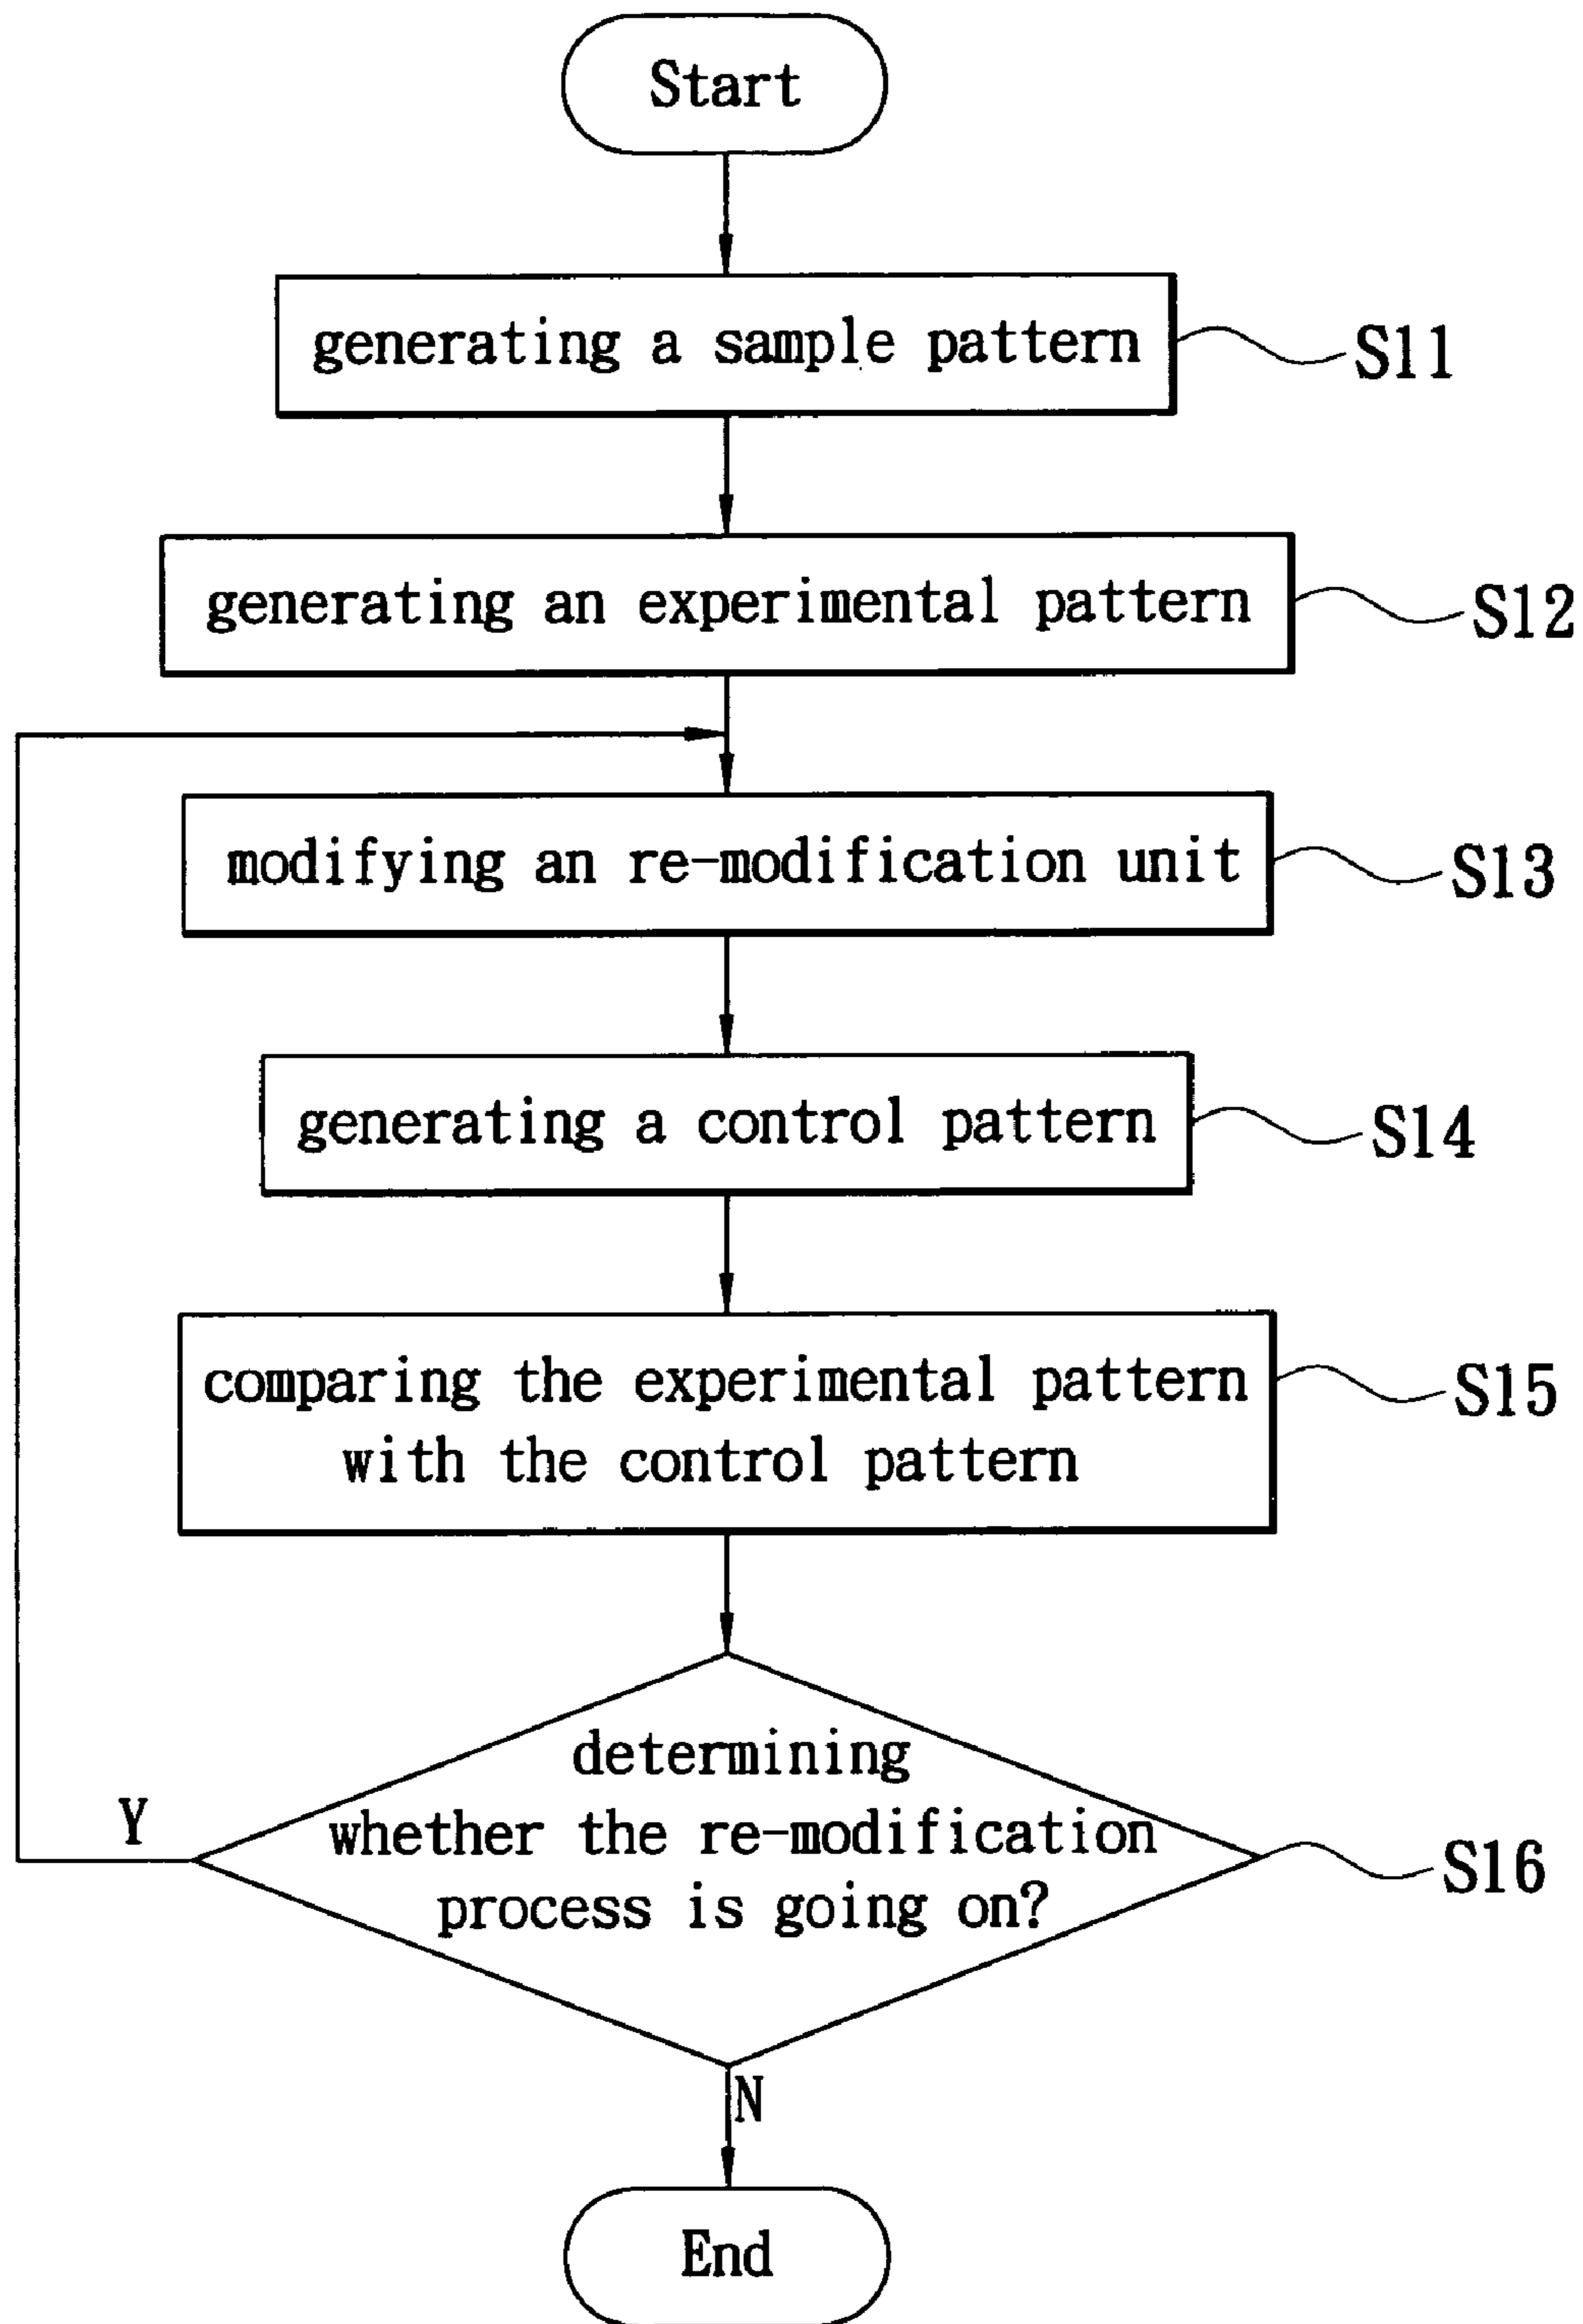 Start
generating a sample pattern
S11
generating an experimental pattern
S12
modifying an re-modification unit
S13
generating a control pattern
S14
comparing the experimental pattern
with the control pattern
S15
determining
whether the re-modification
process is going on?
S16
Y
N
End